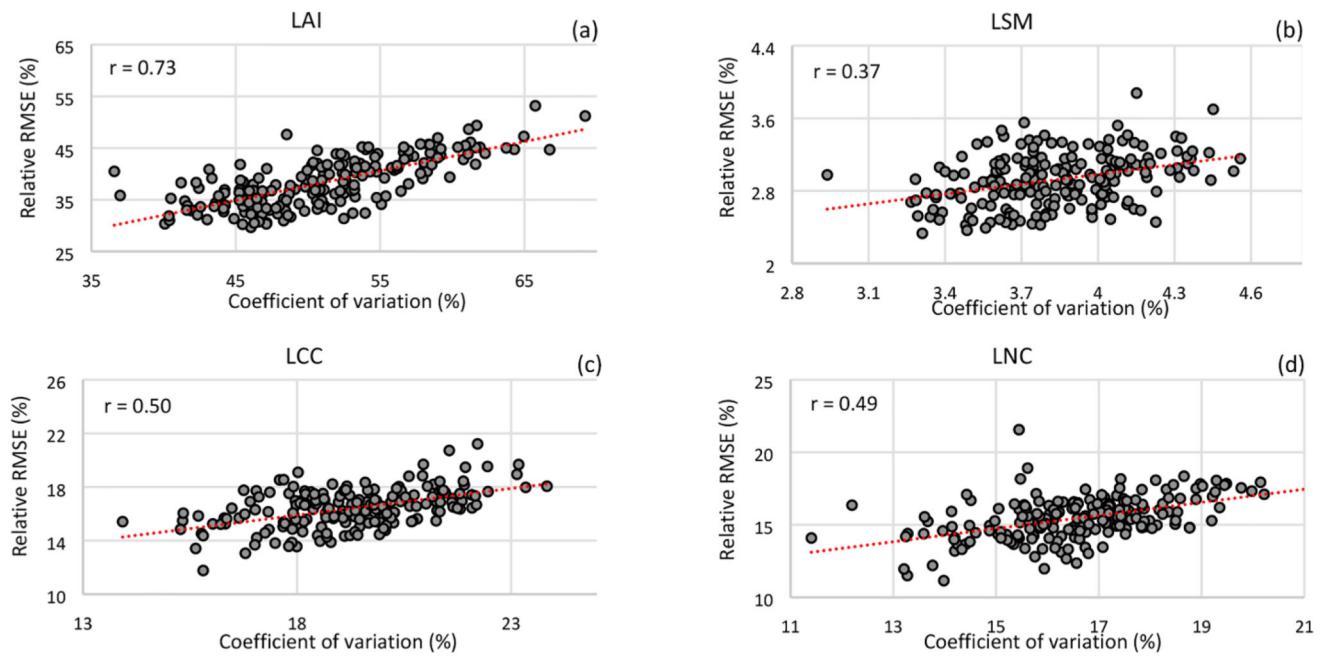 LAI
(a)
r = 0.73
Relative RMSE (%)
65
55
45
35
25
35
45
55
65
Coefficient of variation (%)
LSM
(b)
r = 0.37
Relative RMSE (%)
4.4
3.6
2.8
2
2.8
3.1
3.4
3.7
4
4.3
4.6
Coefficient of variation (%)
LCC
(c)
r = 0.50
Relative RMSE (%)
26
22
18
14
10
13
18
23
Coefficient of variation (%)
LNC
(d)
r = 0.49
Relative RMSE (%)
25
20
15
10
11
13
15
17
19
21
Coefficient of variation (%)